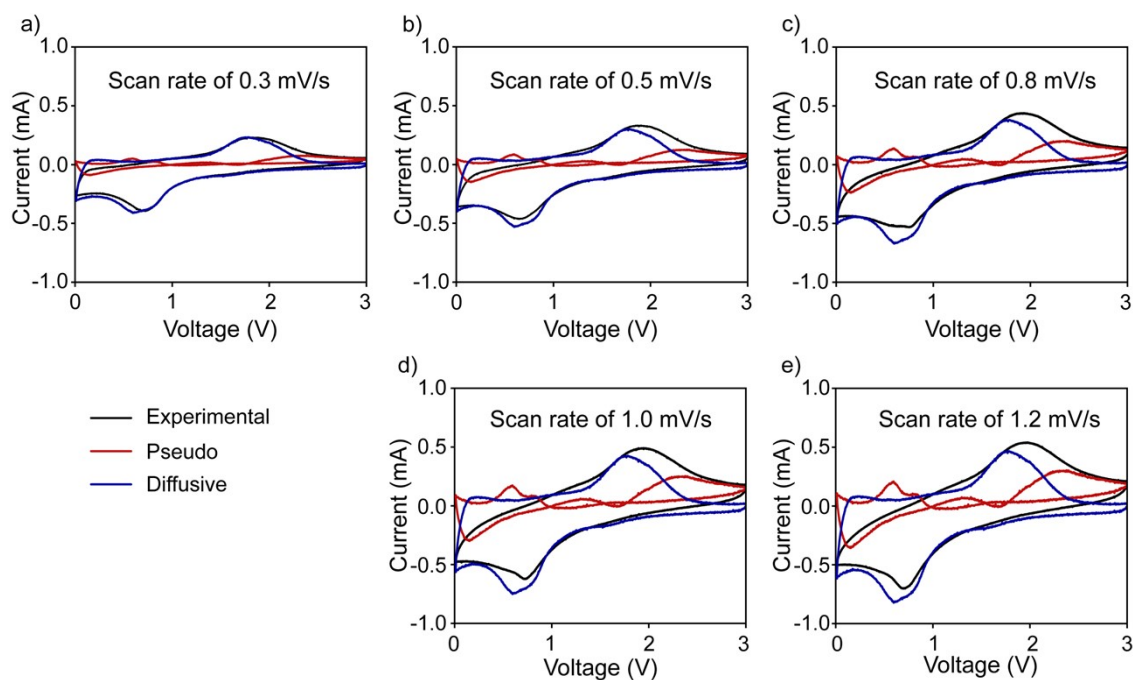 a)
1.0
0.5
0.0
-0.5
-1.0
Current (mA)
Scan rate of 0.3 mV/s
0 1 2 3
Voltage (V)
b)
1.0
0.5
0.0
-0.5
-1.0
Current (mA)
Scan rate of 0.5 mV/s
0 1 2 3
Voltage (V)
c)
1.0
0.5
0.0
-0.5
-1.0
Current (mA)
Scan rate of 0.8 mV/s
0 1 2 3
Voltage (V)
Experimental
Pseudo
Diffusive
d)
1.0
0.5
0.0
-0.5
-1.0
Current (mA)
Scan rate of 1.0 mV/s
0 1 2 3
Voltage (V)
e)
1.0
0.5
0.0
-0.5
-1.0
Current (mA)
Scan rate of 1.2 mV/s
0 1 2 3
Voltage (V)